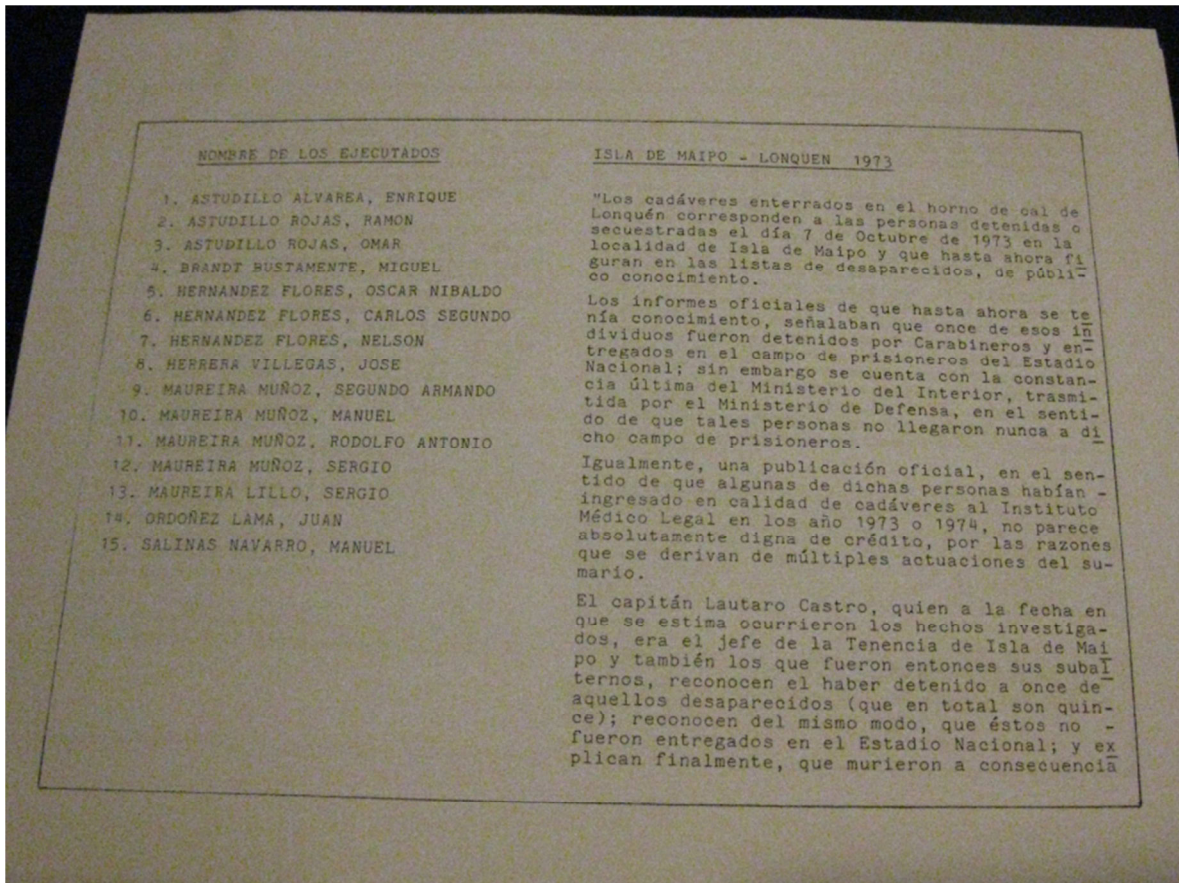 NOMBRE DE LOS EJECUTADOS
1. ASTUDILLO ALVAREA, ENRIQUE
2. ASTUDILLO ROJAS, RAMON
3. ASTUDILLO ROJAS, OMAR
4. BRANDT BUSTAMENTE, MIGUEL
5. HERNANDEZ FLORES, OSCAR NIBALDO
6. HERNANDEZ FLORES, CARLOS SEGUNDO
7. HERNANDEZ FLORES, NELSON
8. HERRERA VILLEGAS, JOSE
9. MAUREIRA MUÑOZ, SEGUNDO ARMANDO
10. MAUREIRA MUÑOZ, MANUEL
11. MAUREIRA MUÑOZ, RODOLFO ANTONIO
12. MAUREIRA MUÑOZ, SERGIO
13. MAUREIRA LILLO, SERGIO
14. ORDOÑEZ LAMA, JUAN
15. SALINAS NAVARRO, MANUEL
ISLA DE MAIPO - LONQUEN 1973
"Los cadáveres enterrados en el horno de cal de
Lonquén corresponden a las personas detenidas o
secuestradas el día 7 de Octubre de 1973 en la
localidad de Isla de Maipo y que hasta ahora fi
guran en las listas de desaparecidos, de públi-
co conocimiento.
Los informes oficiales de que hasta ahora se te
nía conocimiento, señalaban que once de esos in
dividuos fueron detenidos por Carabineros y en-
tregados en el campo de prisioneros del Estadio
Nacional; sin embargo se cuenta con la constan-
cia última del Ministerio del Interior, trasmi-
tida por el Ministerio de Defensa, en el senti-
do de que tales personas no llegaron nunca a di
cho campo de prisioneros.
Igualmente, una publicación oficial, en el sen-
tido de que algunas de dichas personas habían -
ingresado en calidad de cadáveres al Instituto
Médico Legal en los año 1973 o 1974, no parece
absolutamente digna de crédito, por las razones
que se derivan de múltiples actuaciones del su-
mario.
El capitán Lautaro Castro, quien a la fecha en
que se estima ocurrieron los hechos investiga-
dos, era el jefe de la Tenencia de Isla de Mai
po y también los que fueron entonces sus subal
ternos, reconocen el haber detenido a once de
aquellos desaparecidos (que en total son quin-
ce); reconocen del mismo modo, que éstos no -
fueron entregados en el Estadio Nacional; y ex
plican finalmente, que murieron a consecuencia